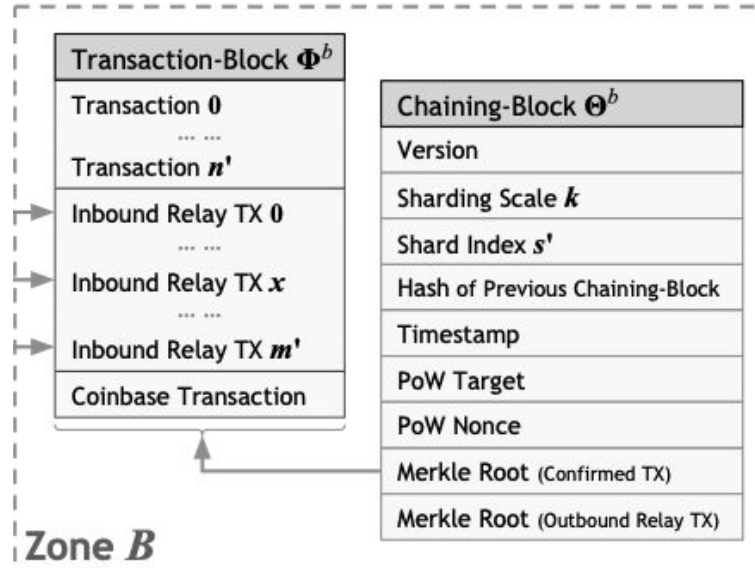 Transaction-Block Φᵇ
Transaction 0
... ...
Transaction n'
Inbound Relay TX 0
... ...
Inbound Relay TX x
... ...
Inbound Relay TX m'
Coinbase Transaction
Chaining-Block Θᵇ
Version
Sharding Scale k
Shard Index s'
Hash of Previous Chaining-Block
Timestamp
PoW Target
PoW Nonce
Merkle Root (Confirmed TX)
Merkle Root (Outbound Relay TX)
Zone B